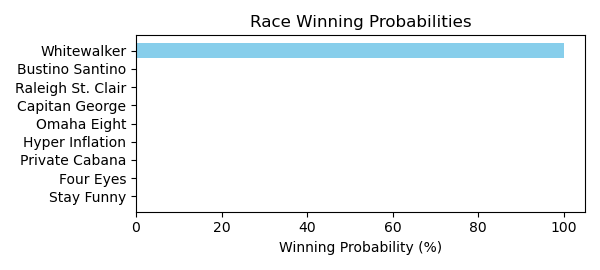 Race Winning Probabilities
Whitewalker
Bustino Santino
Raleigh St. Clair
Capitan George
Omaha Eight
Hyper Inflation
Private Cabana
Four Eyes
Stay Funny
0 20 40 60 80 100
Winning Probability (%)